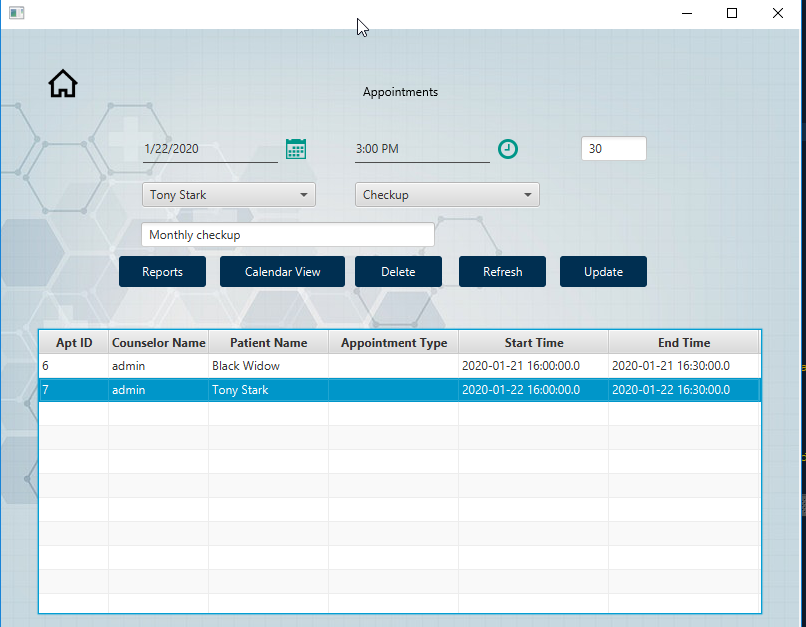 Appointments
1/22/2020 3:00 PM 30
Tony Stark Checkup
Monthly checkup
Reports Calendar View Delete Refresh Update
Apt ID Counselor Name Patient Name Appointment Type Start Time End Time
6 admin Black Widow 2020-01-21 16:00:00.0 2020-01-21 16:30:00.0
7 admin Tony Stark 2020-01-22 16:00:00.0 2020-01-22 16:30:00.0